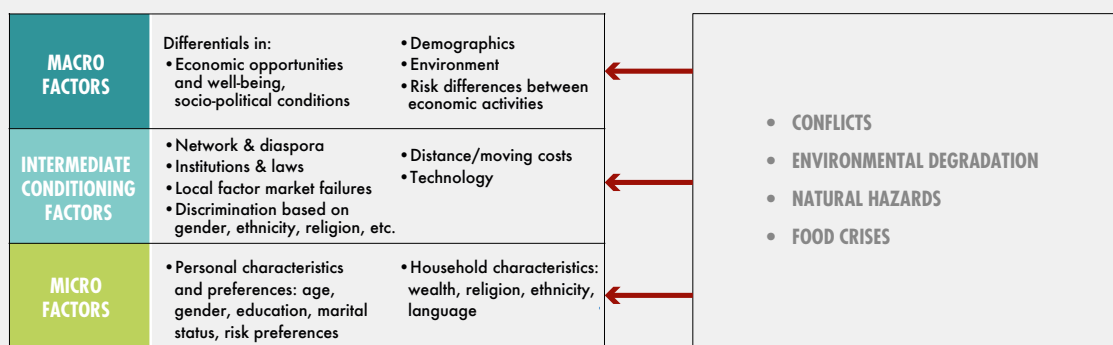 MACRO
FACTORS
Differentials in:
• Economic opportunities
and well-being,
socio-political conditions
• Demographics
• Environment
• Risk differences between
economic activities
INTERMEDIATE
CONDITIONING
FACTORS
• Network & diaspora
• Institutions & laws
• Local factor market failures
• Discrimination based on
gender, ethnicity, religion, etc.
• Distance/moving costs
• Technology
MICRO
FACTORS
• Personal characteristics
and preferences: age,
gender, education, marital
status, risk preferences
• Household characteristics:
wealth, religion, ethnicity,
language
• CONFLICTS
• ENVIRONMENTAL DEGRADATION
• NATURAL HAZARDS
• FOOD CRISES